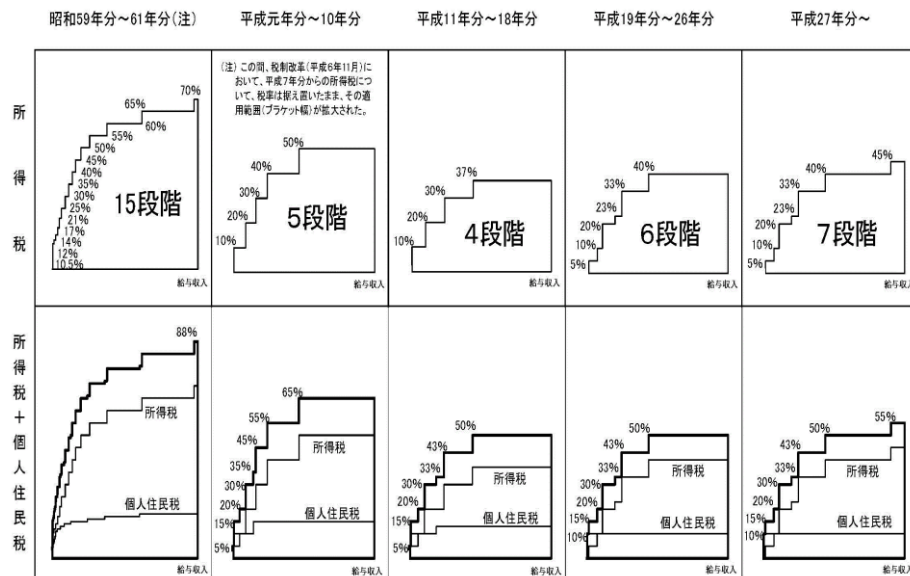 昭和59年分～61年分(注)
平成元年分～10年分
平成11年分～18年分
平成19年分～26年分
平成27年分～
所得税
70%
65%
60%
55%
50%
45%
40%
35%
30%
25%
21%
17%
14%
12%
10.5%
15段階
給与収入
(注) この間、税制改革(平成6年11月)に
おいて、平成7年分からの所得税につ
いて、税率は据え置いたまま、その適
用範囲(ブラケット幅)が拡大された。
50%
40%
30%
20%
10%
5段階
給与収入
37%
30%
20%
10%
4段階
給与収入
40%
33%
23%
20%
10%
5%
6段階
給与収入
45%
40%
33%
23%
20%
10%
5%
7段階
給与収入
所得税＋個人住民税
88%
所得税
個人住民税
給与収入
65%
55%
45%
35%
30%
20%
15%
5%
所得税
個人住民税
給与収入
50%
43%
33%
30%
20%
15%
5%
所得税
個人住民税
給与収入
50%
43%
33%
30%
20%
15%
10%
所得税
個人住民税
給与収入
55%
50%
43%
33%
30%
20%
15%
10%
所得税
個人住民税
給与収入